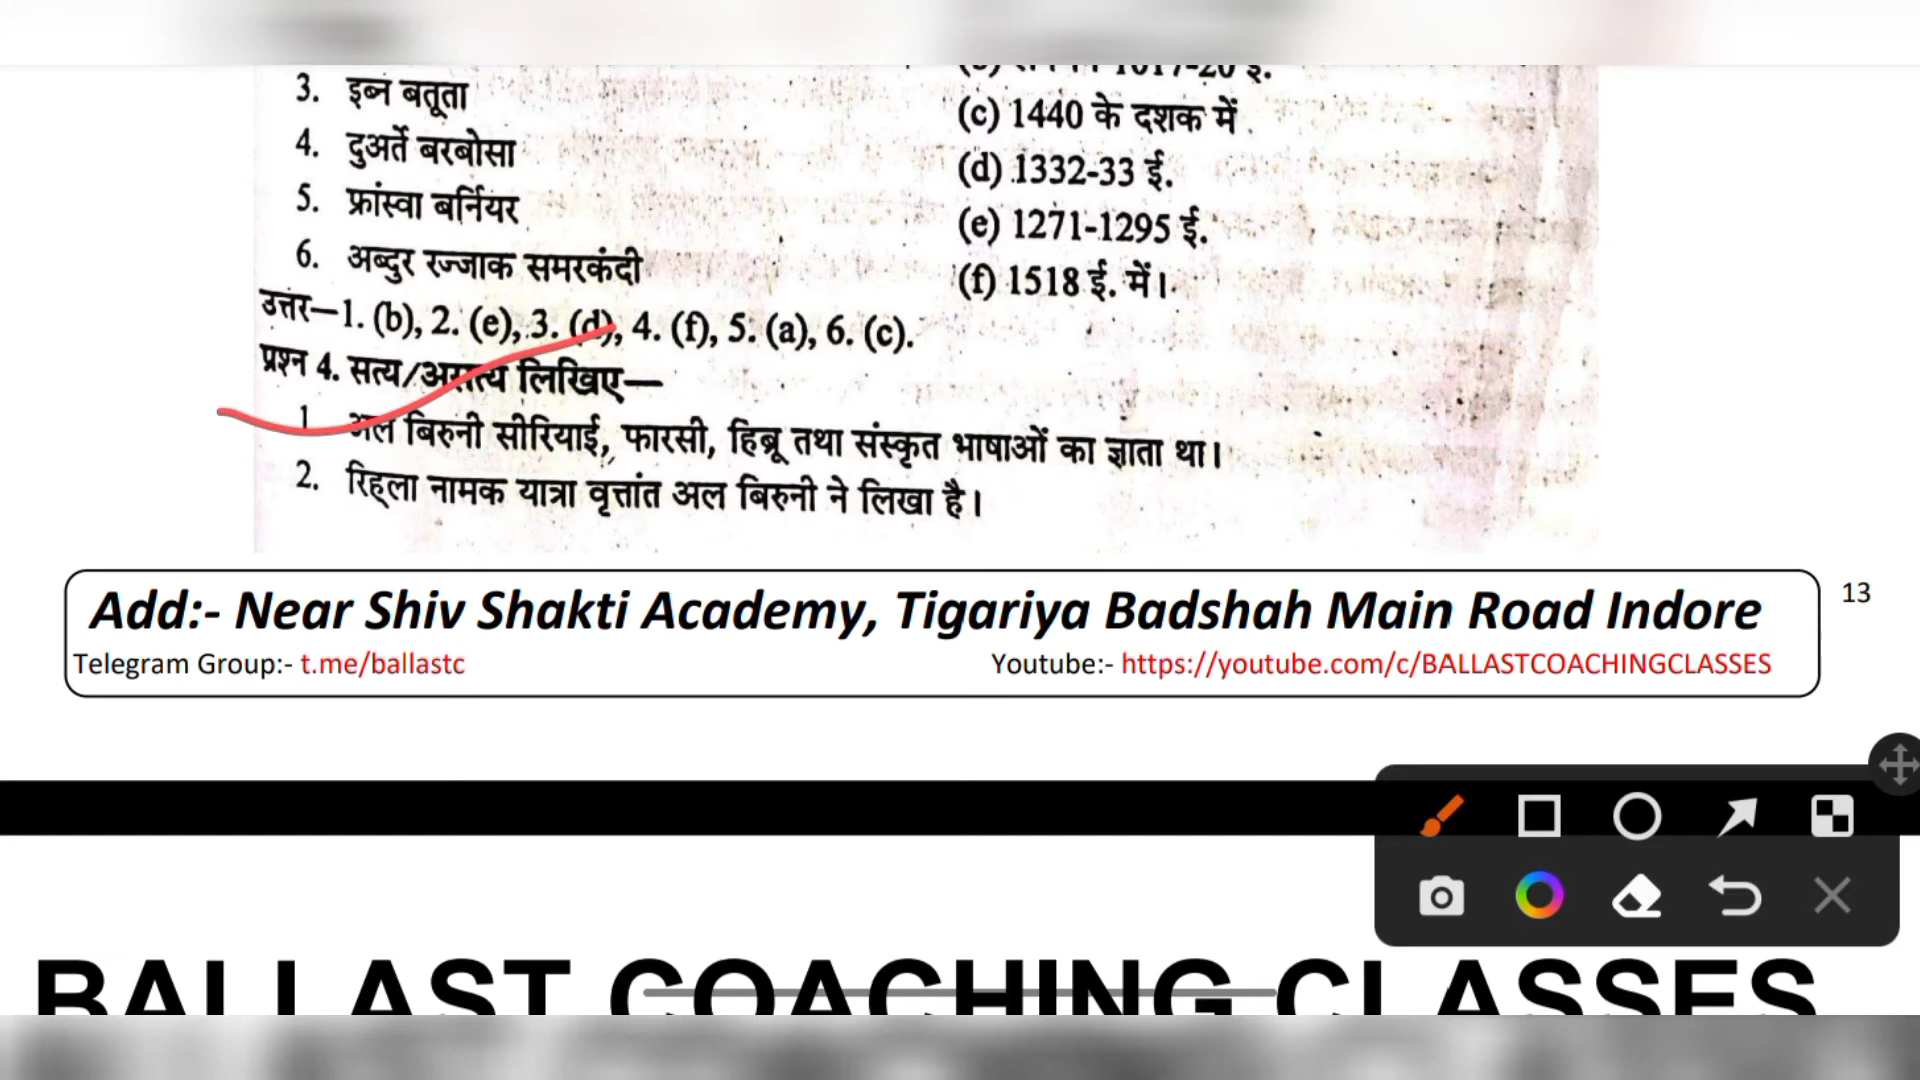 3. इब्न बतूता
1017-20 ई.
(c) 1440 के दशक में
4. दुअर्ते बरबोसा
(d) 1332-33 ई.
5. फ्रांस्वा बर्नियर
(e) 1271-1295 ई.
6. अब्दुर रज्जाक समरकंदी
(f) 1518 ई. में।
उत्तर—1. (b), 2. (e), 3. (d), 4. (f), 5. (a), 6. (c).
प्रश्न 4. सत्य/असत्य लिखिए—
1 अल बिरुनी सीरियाई, फारसी, हिब्रू तथा संस्कृत भाषाओं का ज्ञाता था।
2. रिह्ला नामक यात्रा वृत्तांत अल बिरुनी ने लिखा है।
Add:- Near Shiv Shakti Academy, Tigariya Badshah Main Road Indore
13
Telegram Group:- t.me/ballastc
Youtube:- https://youtube.com/c/BALLASTCOACHINGCLASSES
BALLAST COACHING CLASSES